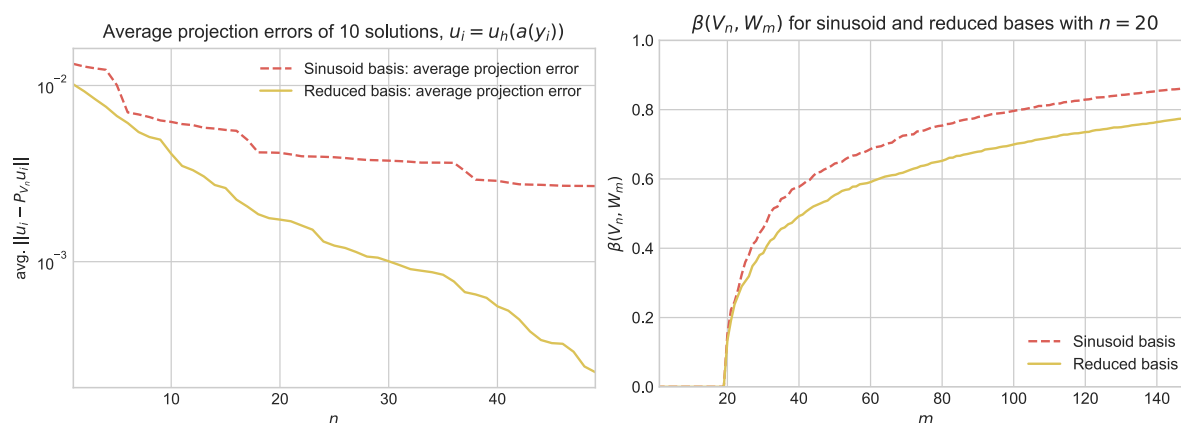 Average projection errors of 10 solutions, $u_i = u_h(a(y_i))$
Sinusoid basis: average projection error
Reduced basis: average projection error
avg. $||u_i - P_{V_n} u_i||$
$10^{-2}$
$10^{-3}$
10
20
30
40
$n$
$\beta(V_n, W_m)$ for sinusoid and reduced bases with $n = 20$
$\beta(V_n, W_m)$
1.0
0.8
0.6
0.4
0.2
0.0
Sinusoid basis
Reduced basis
20
40
60
80
100
120
140
$m$